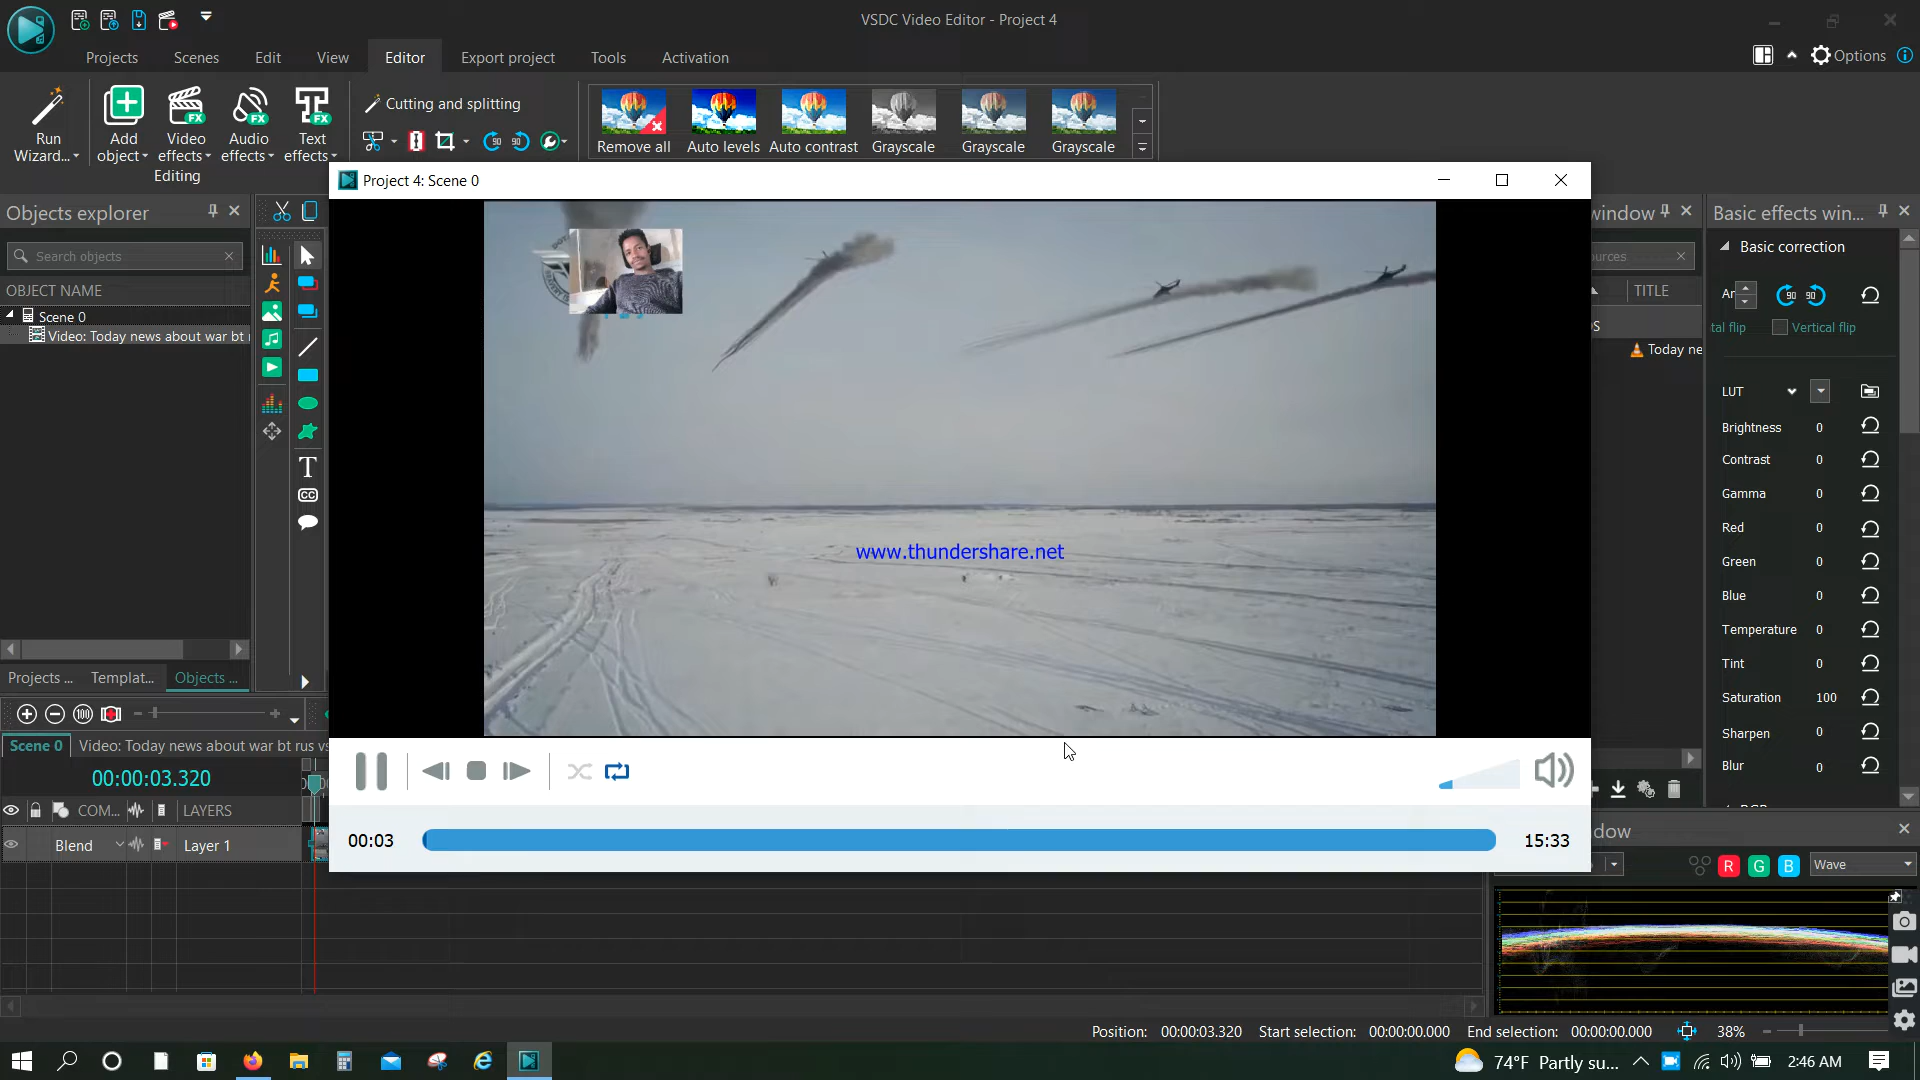 VSDC Video Editor - Project 4
Projects
Scenes
Edit
View
Editor
Export project
Tools
Activation
Options
Run
Wizard...
Add
object
Video
effects
Audio
effects
Text
effects
Editing
Cutting and splitting
Remove all
Auto levels
Auto contrast
Grayscale
Grayscale
Grayscale
Objects explorer
Search objects
OBJECT NAME
Scene 0
Video: Today news about war bt r
Projects ...
Templat...
Objects ...
Project 4: Scene 0
www.thundershare.net
00:03
15:33
window
TITLE
Today ne
Basic effects win...
Basic correction
tal flip
Vertical flip
LUT
Brightness 0
Contrast 0
Gamma 0
Red 0
Green 0
Blue 0
Temperature 0
Tint 0
Saturation 100
Sharpen 0
Blur 0
Scene 0
Video: Today news about war bt rus vs
00:00:03.320
COM...
LAYERS
Blend
Layer 1
dow
R G B
Wave
Position: 00:00:03.320 Start selection: 00:00:00.000 End selection: 00:00:00.000 38%
74°F Partly su...
2:46 AM